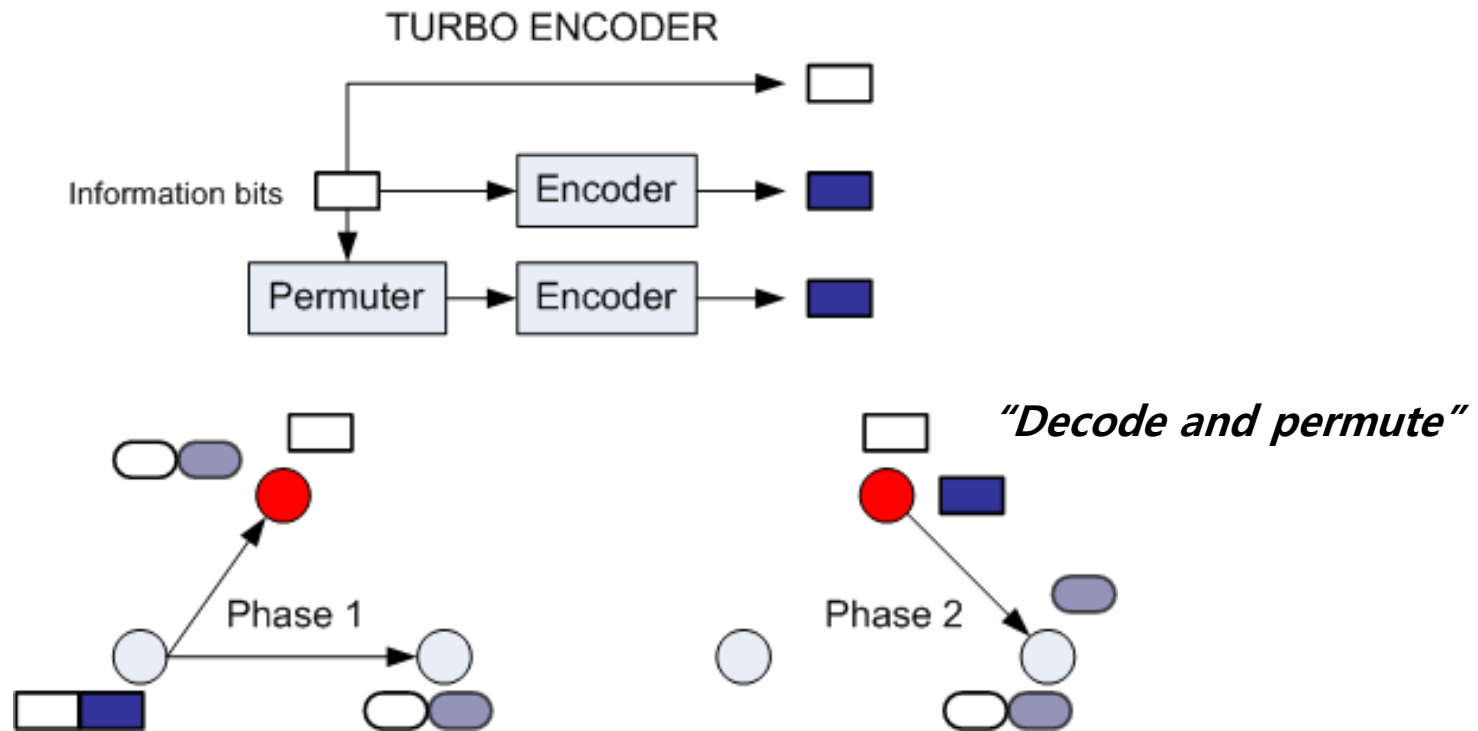 TURBO ENCODER
Information bits
Encoder
Permuter
Encoder
"Decode and permute"
Phase 1
Phase 2